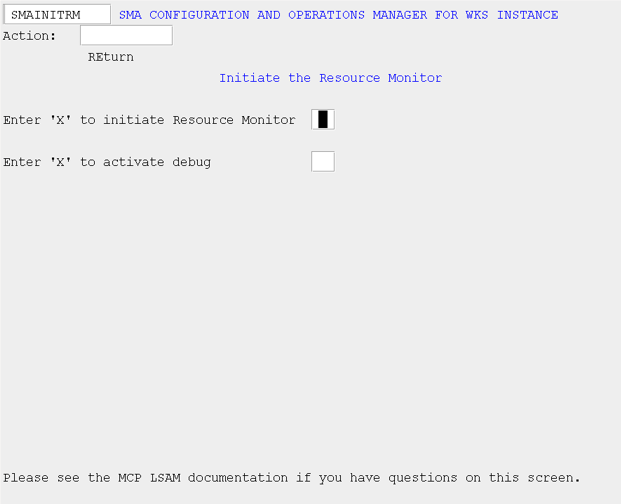 SMAINITRM SMA CONFIGURATION AND OPERATIONS MANAGER FOR WKS INSTANCE
Action:
REturn
Initiate the Resource Monitor
Enter 'X' to initiate Resource Monitor
Enter 'X' to activate debug
Please see the MCP LSAM documentation if you have questions on this screen.